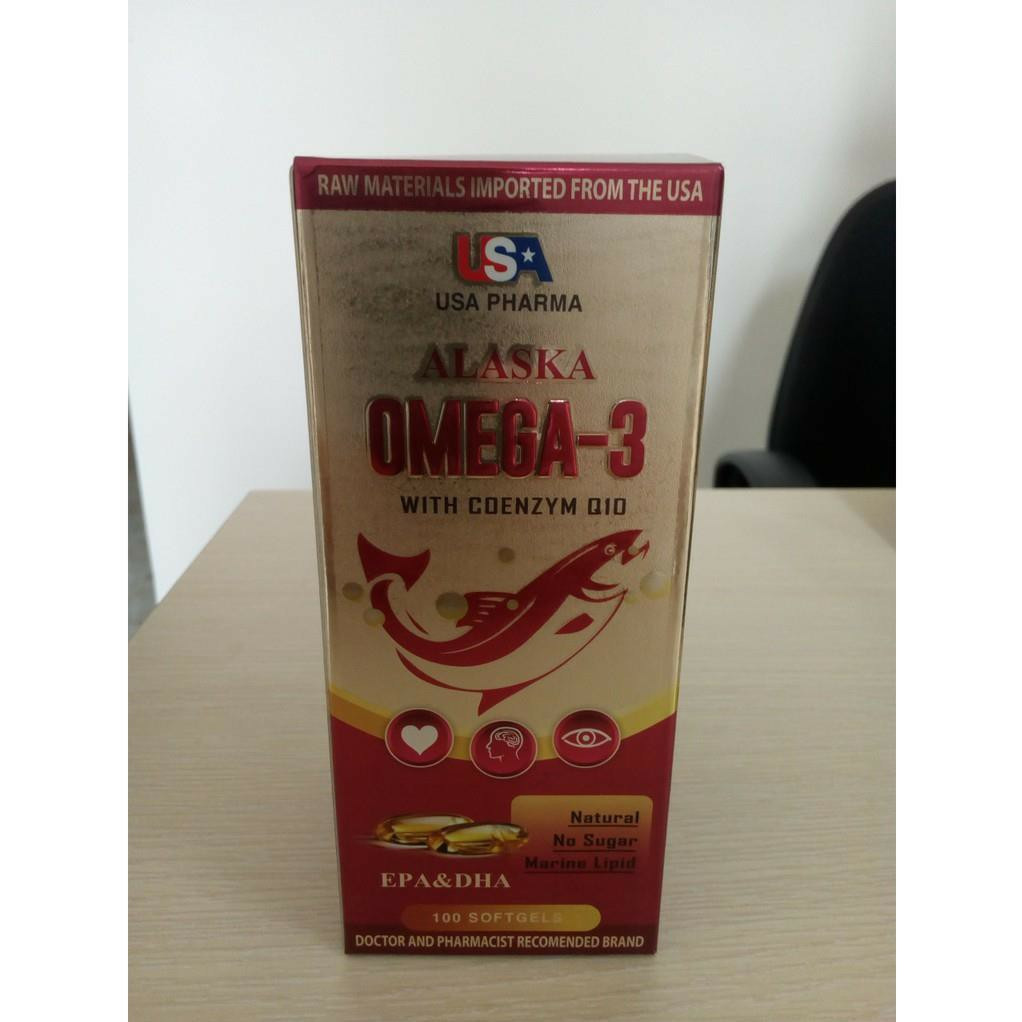 RAW MATERIALS IMPORTED FROM THE USA
USA
USA PHARMA
ALASKA
OMEGA-3
WITH COENZYM Q10
Natural
No Sugar
Marine Lipid
EPA&DHA
100 SOFTGELS
DOCTOR AND PHARMACIST RECOMENDED BRAND